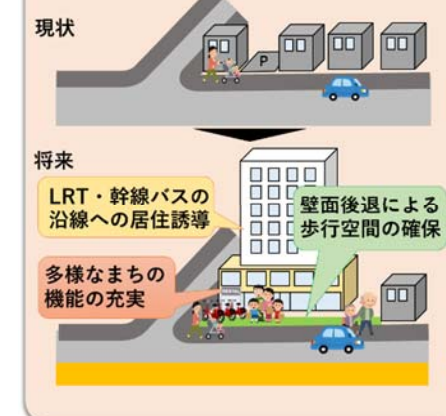 現状
P
将来
LRT・幹線バスの
沿線への居住誘導
壁面後退による
歩行空間の確保
多様なまちの
機能の充実